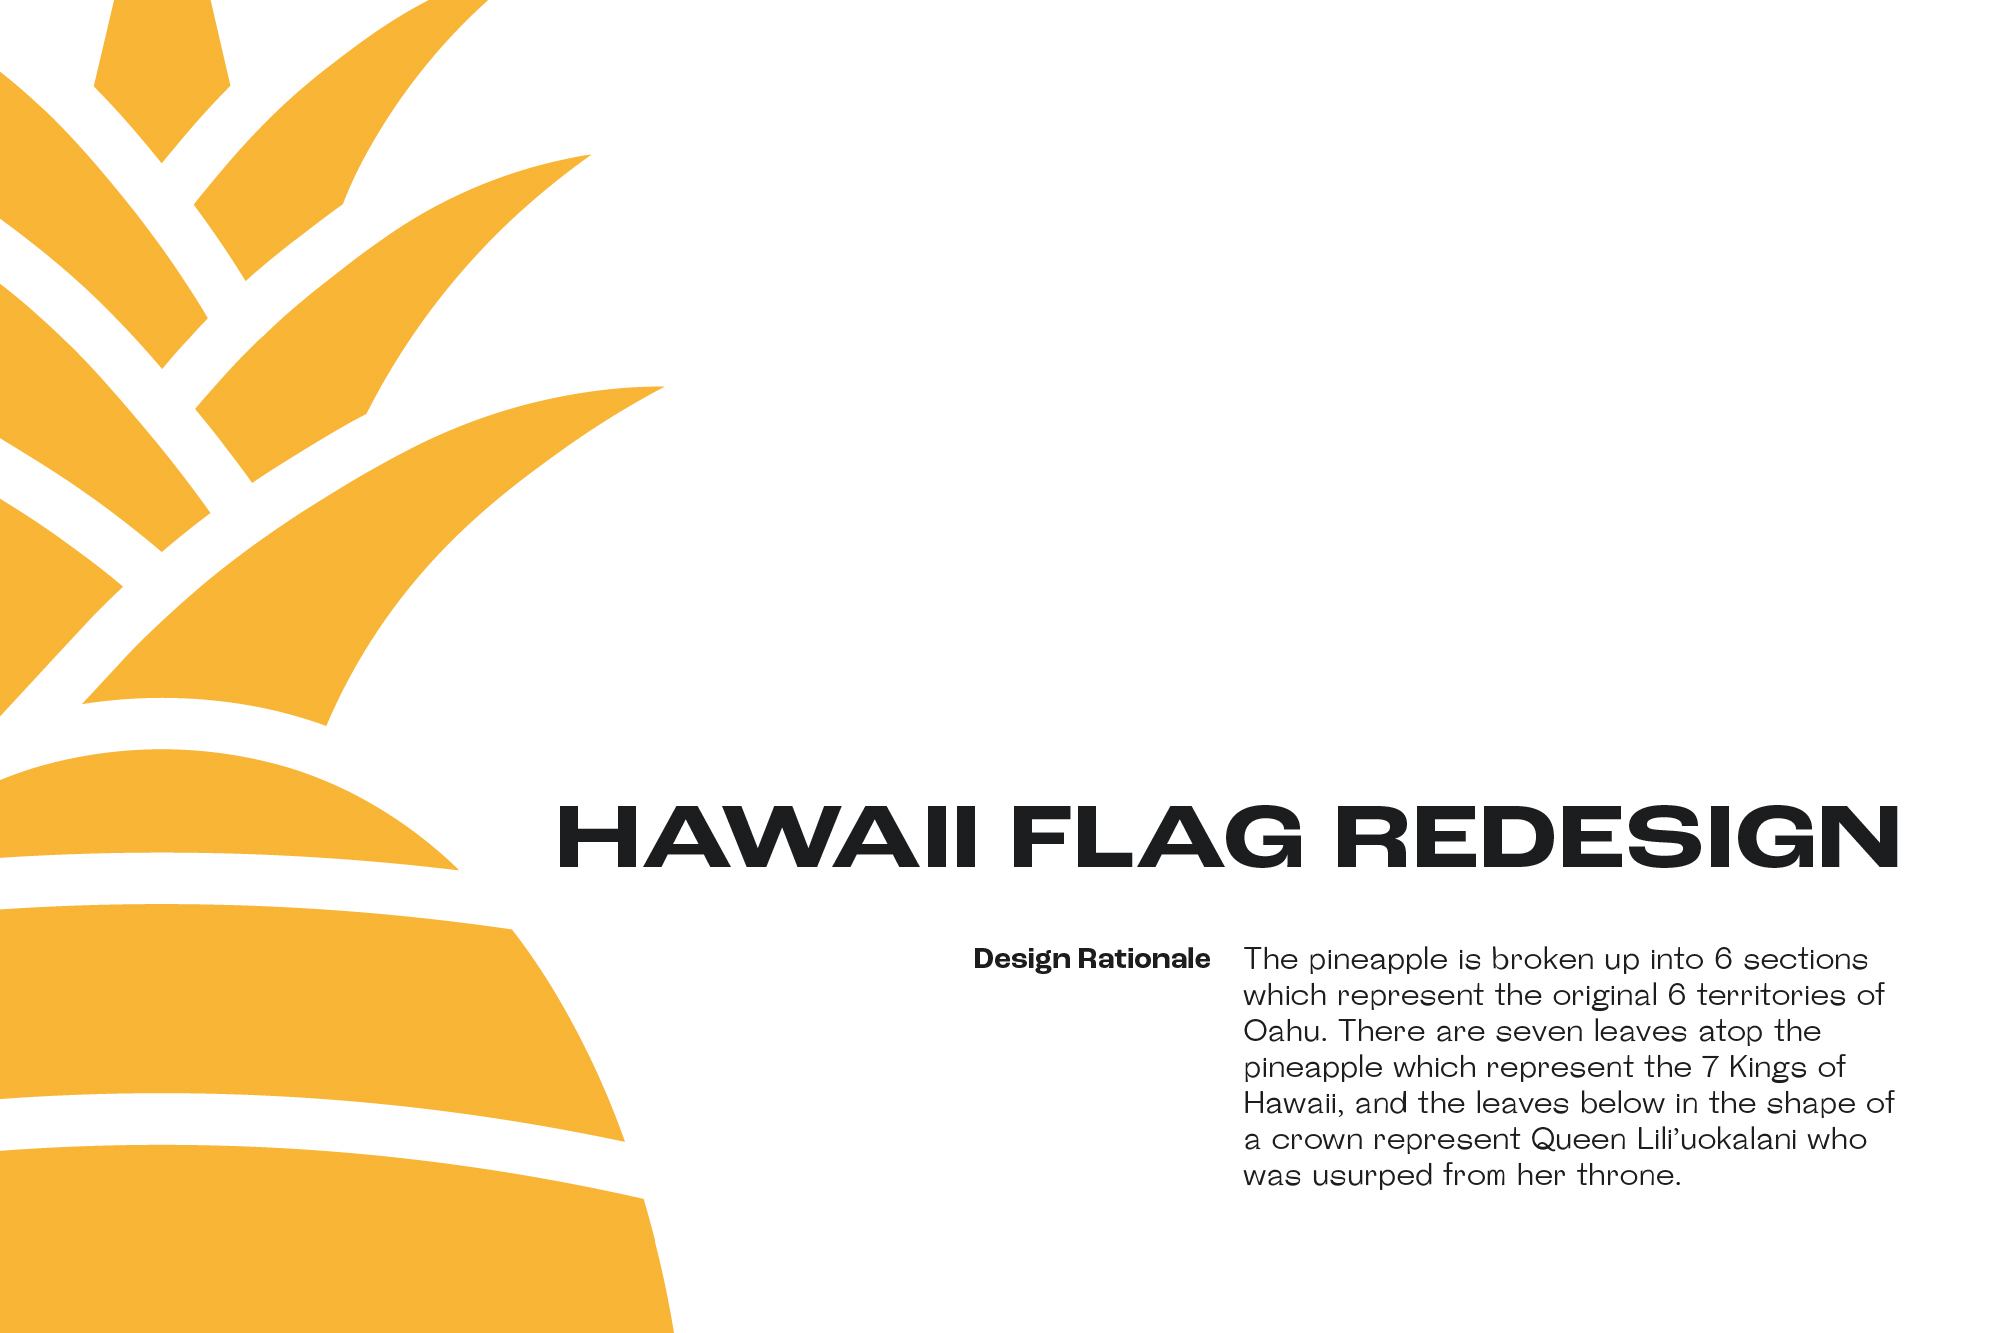 HAWAII FLAG REDESIGN
Design Rationale
The pineapple is broken up into 6 sections
which represent the original 6 territories of
Oahu. There are seven leaves atop the
pineapple which represent the 7 Kings of
Hawaii, and the leaves below in the shape of
a crown represent Queen Lili’uokalani who
was usurped from her throne.